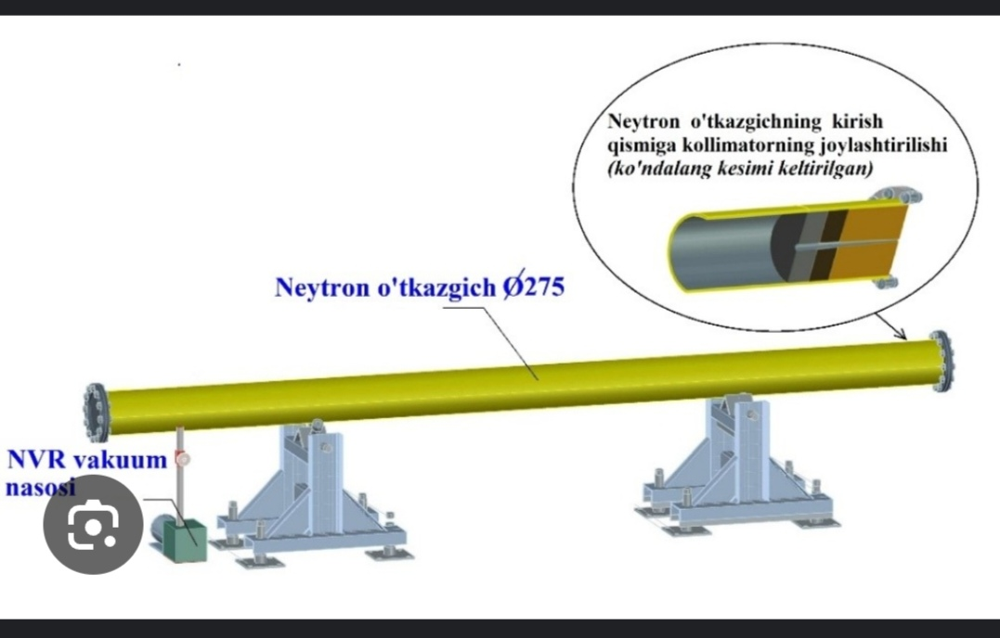 Neytron o'tkazgichning kirish
qismiga kollimatorning joylashtirilishi
(ko'ndalang kesimi keltirilgan)
Neytron o'tkazgich Ø275
NVR vakuum
nasosi